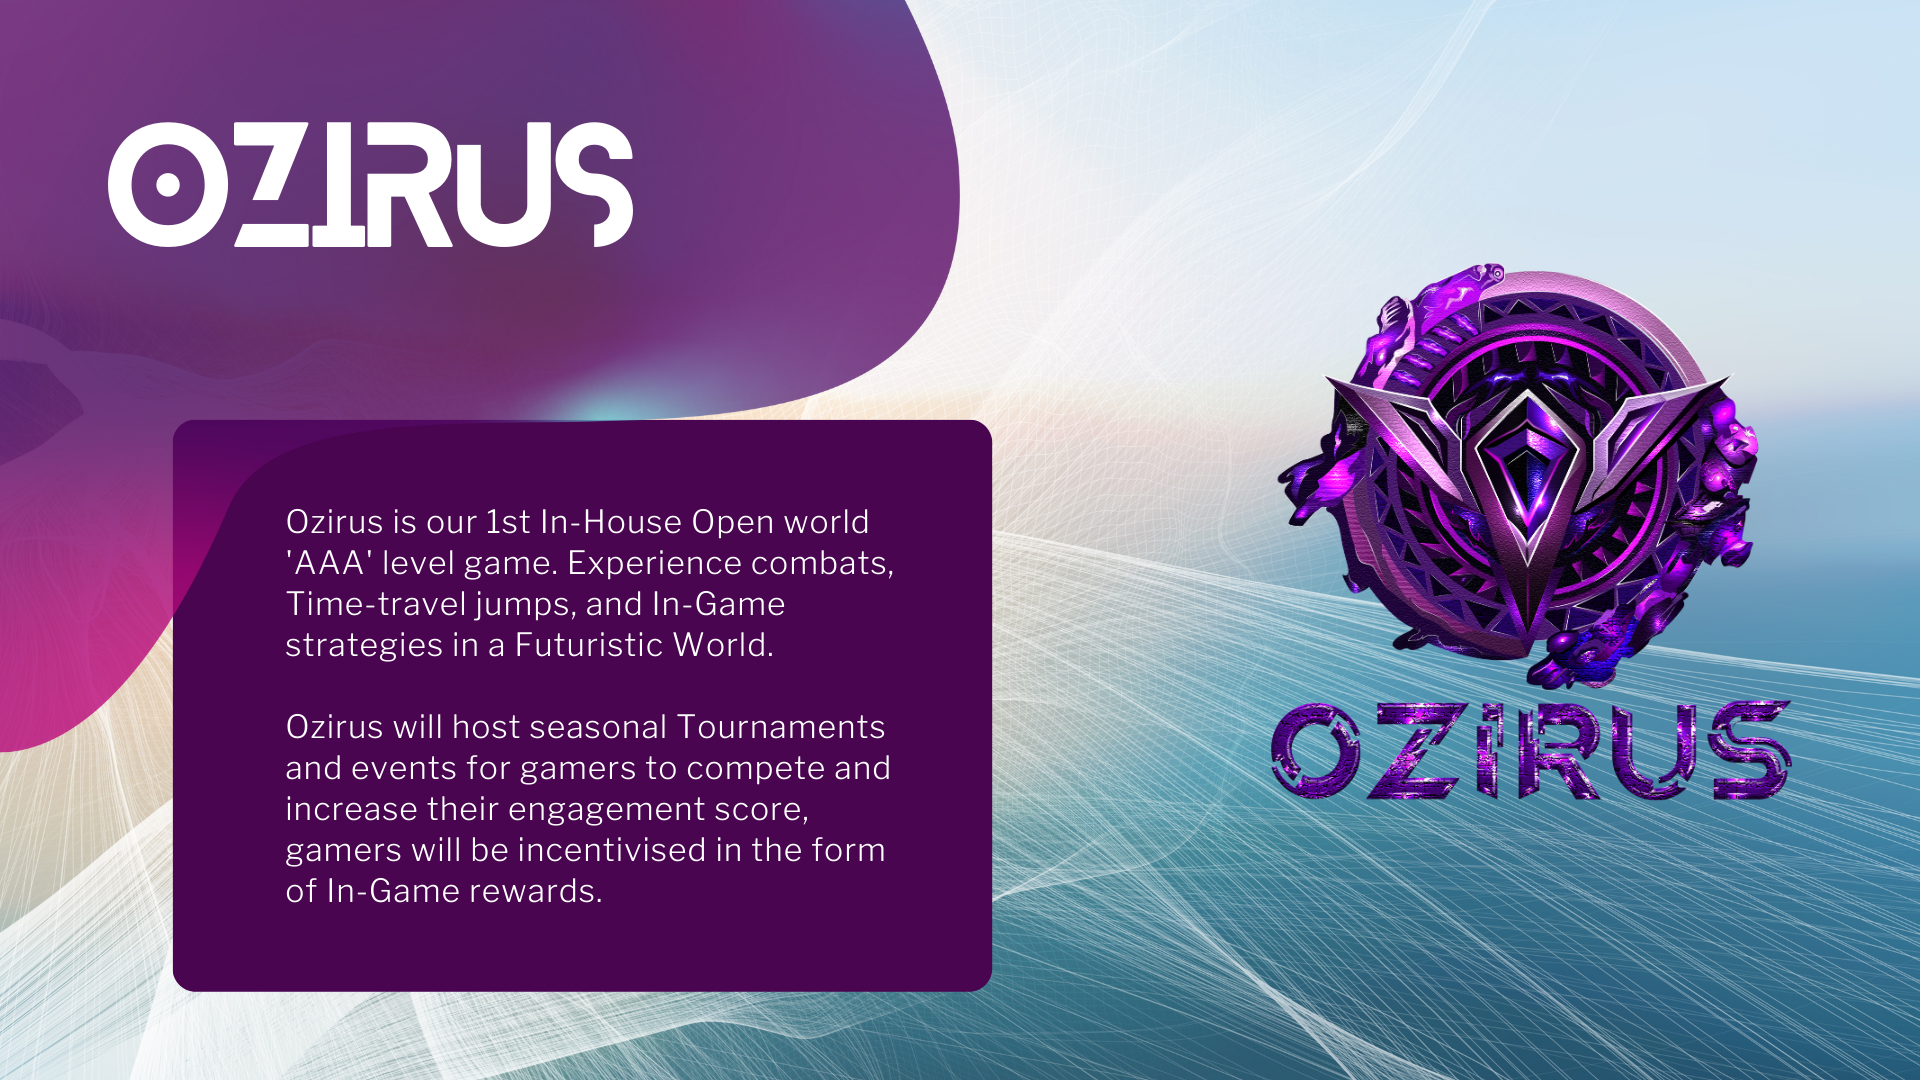 OZIRUS
Ozirus is our 1st In-House Open world
'AAA' level game. Experience combats,
Time-travel jumps, and In-Game
strategies in a Futuristic World.
Ozirus will host seasonal Tournaments
and events for gamers to compete and
increase their engagement score,
gamers will be incentivised in the form
of In-Game rewards.
OZIRUS